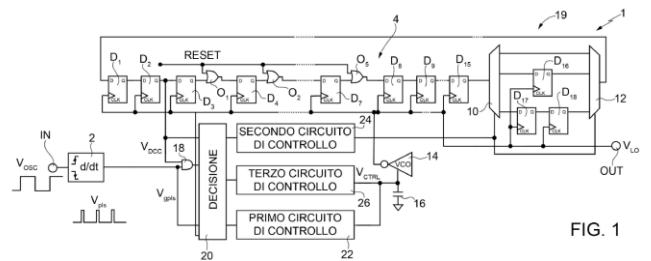 19
1
4
RESET
D1
D2
D3
O1
D4
O2
D7
O5
D8
D9
D15
D16
D17
D18
D Q
CLK
10
12
IN
2
VOSC
d/dt
VDCC
18
Vgpls
Vpls
DECISIONE
20
SECONDO CIRCUITO
DI CONTROLLO
24
TERZO CIRCUITO
DI CONTROLLO
26
PRIMO CIRCUITO
DI CONTROLLO
22
VCTRL
VCO
14
16
VLO
OUT
FIG. 1